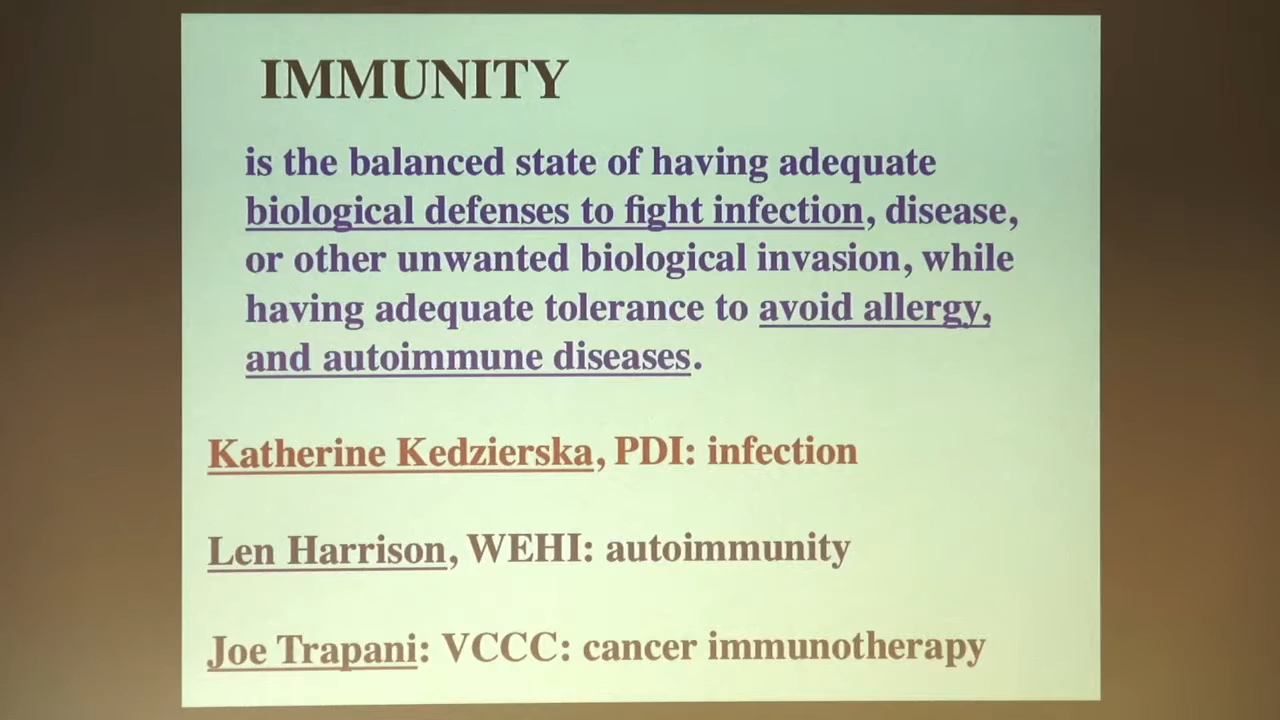 IMMUNITY
is the balanced state of having adequate
biological defenses to fight infection, disease,
or other unwanted biological invasion, while
having adequate tolerance to avoid allergy,
and autoimmune diseases.
Katherine Kedzierska, PDI: infection
Len Harrison, WEHI: autoimmunity
Joe Trapani: VCCC: cancer immunotherapy